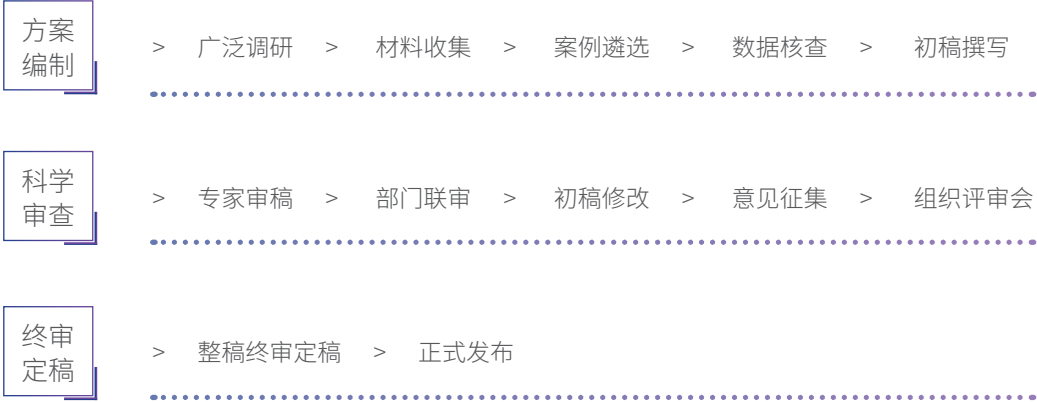 方案
编制
> 广泛调研 > 材料收集 > 案例遴选 > 数据核查 > 初稿撰写
科学
审查
> 专家审稿 > 部门联审 > 初稿修改 > 意见征集 > 组织评审会
终审
定稿
> 整稿终审定稿 > 正式发布